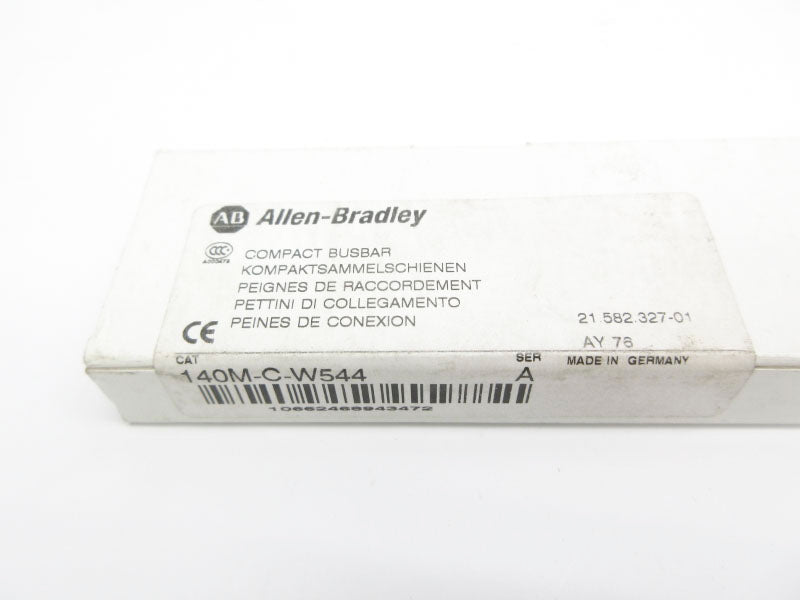 AB Allen-Bradley
COMPACT BUSBAR
KOMPAKTSAMMELSCHIENEN
PEIGNES DE RACCORDEMENT
PETTINI DI COLLEGAMENTO
PEINES DE CONEXION
CE
21.582.327-01
AY 76
MADE IN GERMANY
CAT
SER
140M-C-W544
A
10662468943472